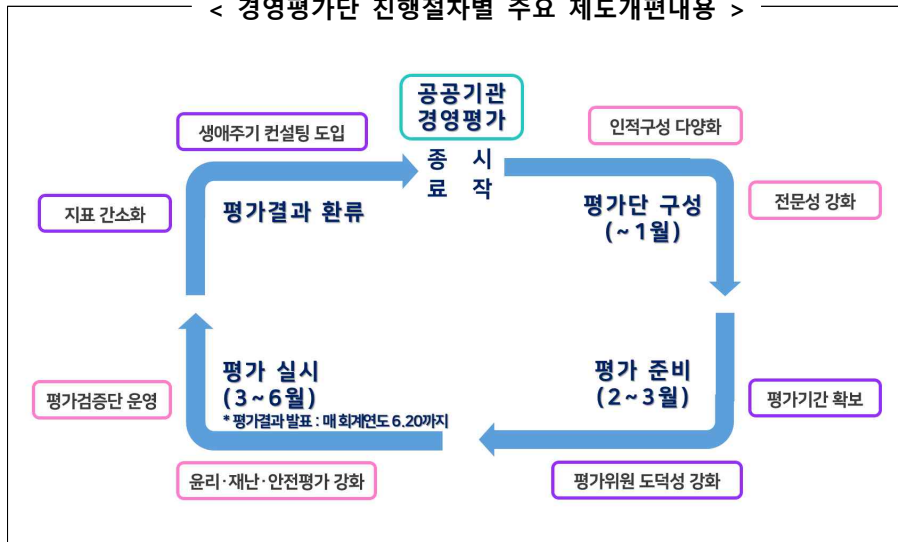 < 경영평가단 진행절차별 주요 제도개편내용 >
공공기관
경영평가
종 시
료 작
생애주기 컨설팅 도입
인적구성 다양화
지표 간소화
평가결과 환류
평가단 구성
(~1월)
전문성 강화
평가 실시
(3~6월)
* 평가결과 발표 : 매 회계연도 6.20까지
평가 준비
(2~3월)
평가검증단 운영
평가기간 확보
윤리·재난·안전평가 강화
평가위원 도덕성 강화